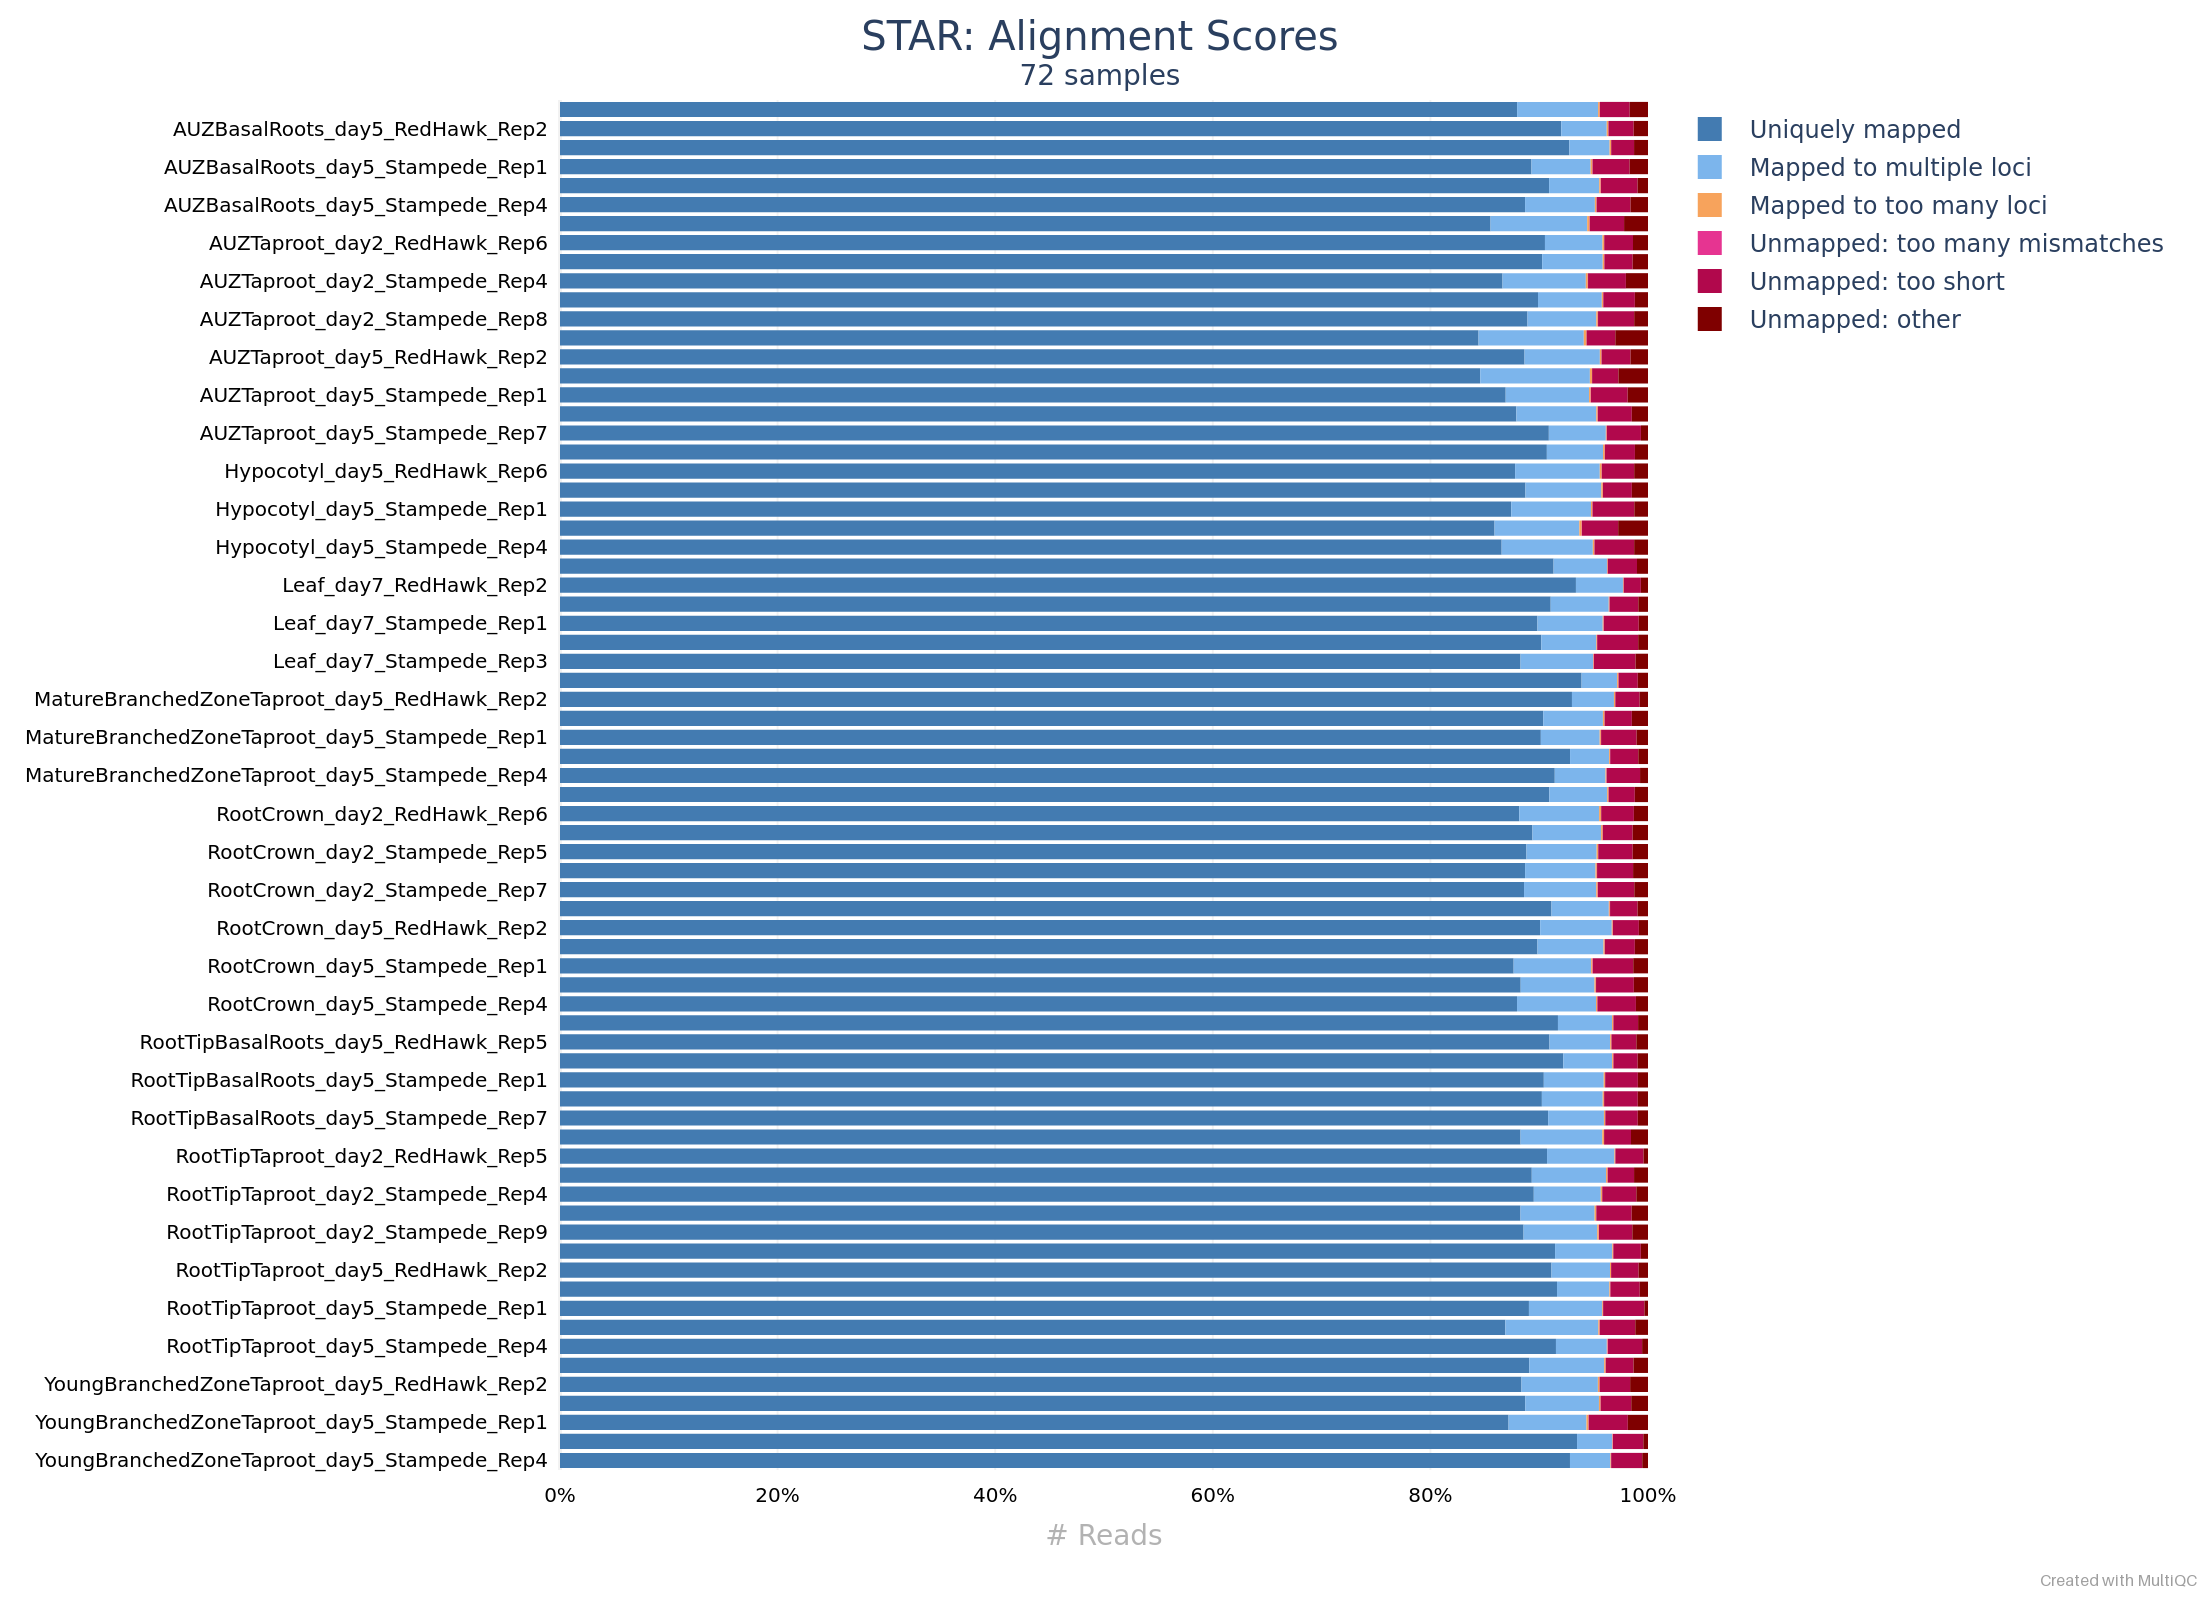 STAR: Alignment Scores
72 samples
AUZBasalRoots_day5_RedHawk_Rep2
AUZBasalRoots_day5_Stampede_Rep1
AUZBasalRoots_day5_Stampede_Rep4
AUZTaproot_day2_RedHawk_Rep6
AUZTaproot_day2_Stampede_Rep4
AUZTaproot_day2_Stampede_Rep8
AUZTaproot_day5_RedHawk_Rep2
AUZTaproot_day5_Stampede_Rep1
AUZTaproot_day5_Stampede_Rep7
Hypocotyl_day5_RedHawk_Rep6
Hypocotyl_day5_Stampede_Rep1
Hypocotyl_day5_Stampede_Rep4
Leaf_day7_RedHawk_Rep2
Leaf_day7_Stampede_Rep1
Leaf_day7_Stampede_Rep3
MatureBranchedZoneTaproot_day5_RedHawk_Rep2
MatureBranchedZoneTaproot_day5_Stampede_Rep1
MatureBranchedZoneTaproot_day5_Stampede_Rep4
RootCrown_day2_RedHawk_Rep6
RootCrown_day2_Stampede_Rep5
RootCrown_day2_Stampede_Rep7
RootCrown_day5_RedHawk_Rep2
RootCrown_day5_Stampede_Rep1
RootCrown_day5_Stampede_Rep4
RootTipBasalRoots_day5_RedHawk_Rep5
RootTipBasalRoots_day5_Stampede_Rep1
RootTipBasalRoots_day5_Stampede_Rep7
RootTipTaproot_day2_RedHawk_Rep5
RootTipTaproot_day2_Stampede_Rep4
RootTipTaproot_day2_Stampede_Rep9
RootTipTaproot_day5_RedHawk_Rep2
RootTipTaproot_day5_Stampede_Rep1
RootTipTaproot_day5_Stampede_Rep4
YoungBranchedZoneTaproot_day5_RedHawk_Rep2
YoungBranchedZoneTaproot_day5_Stampede_Rep1
YoungBranchedZoneTaproot_day5_Stampede_Rep4
0% 20% 40% 60% 80% 100%
# Reads
Uniquely mapped
Mapped to multiple loci
Mapped to too many loci
Unmapped: too many mismatches
Unmapped: too short
Unmapped: other
Created with MultiQC